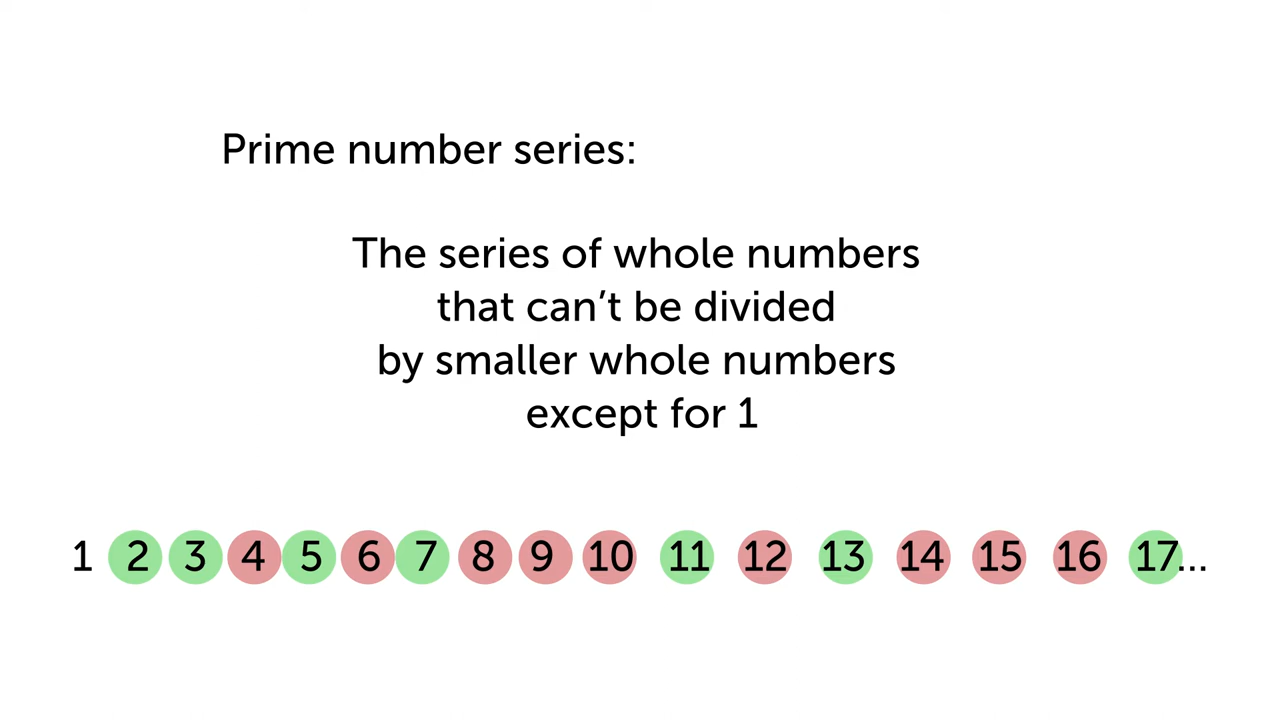 Prime number series:
The series of whole numbers
that can’t be divided
by smaller whole numbers
except for 1
1 2 3 4 5 6 7 8 9 10 11 12 13 14 15 16 17...